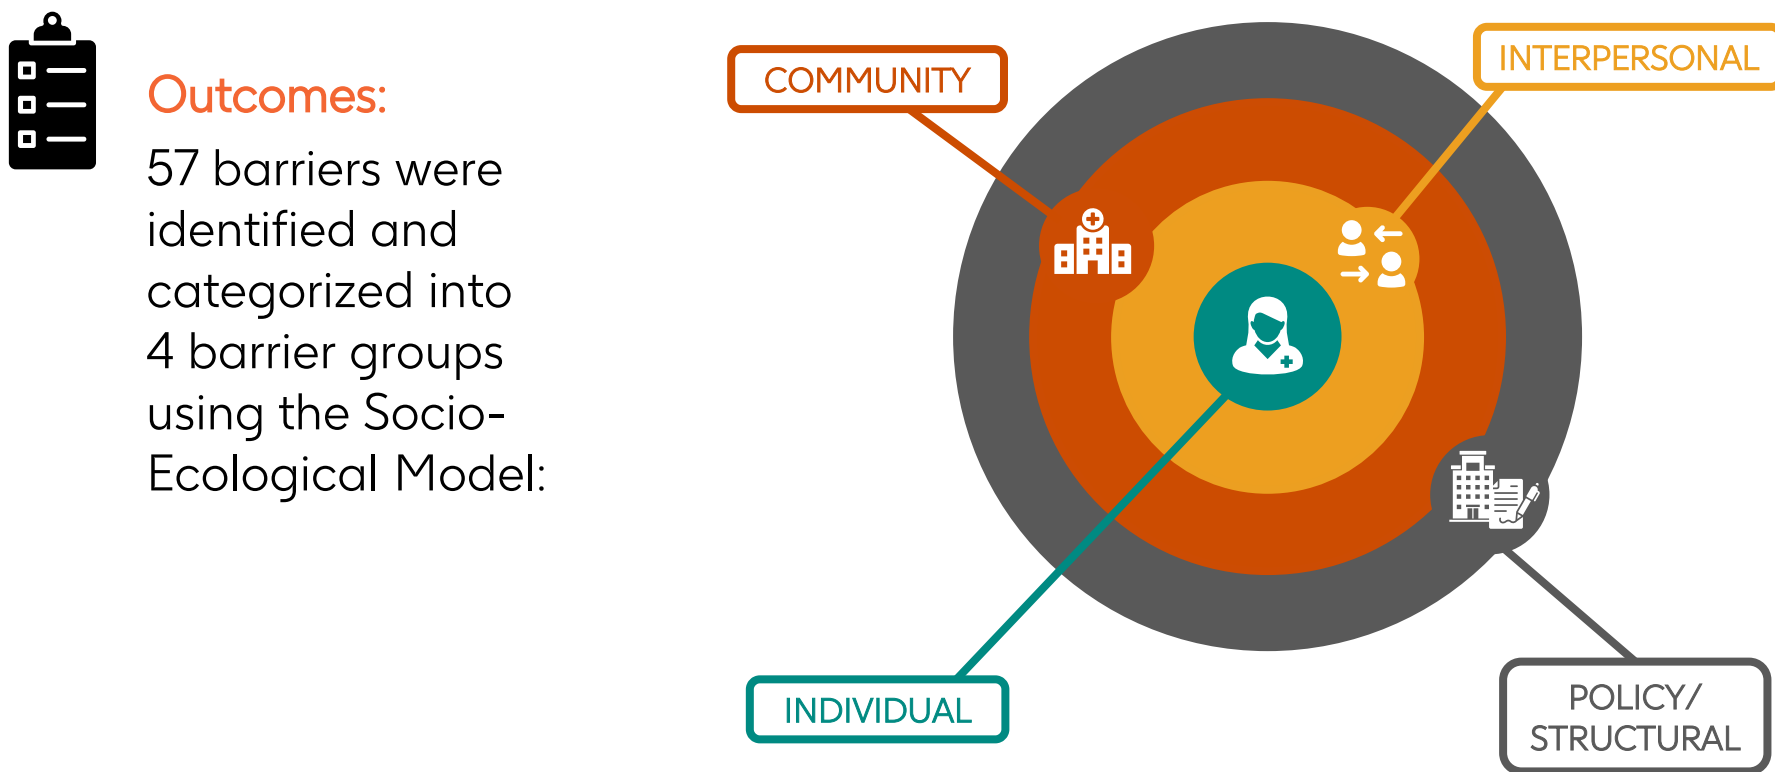 Outcomes:
57 barriers were
identified and
categorized into
4 barrier groups
using the Socio-
Ecological Model:
COMMUNITY
INTERPERSONAL
INDIVIDUAL
POLICY/
STRUCTURAL